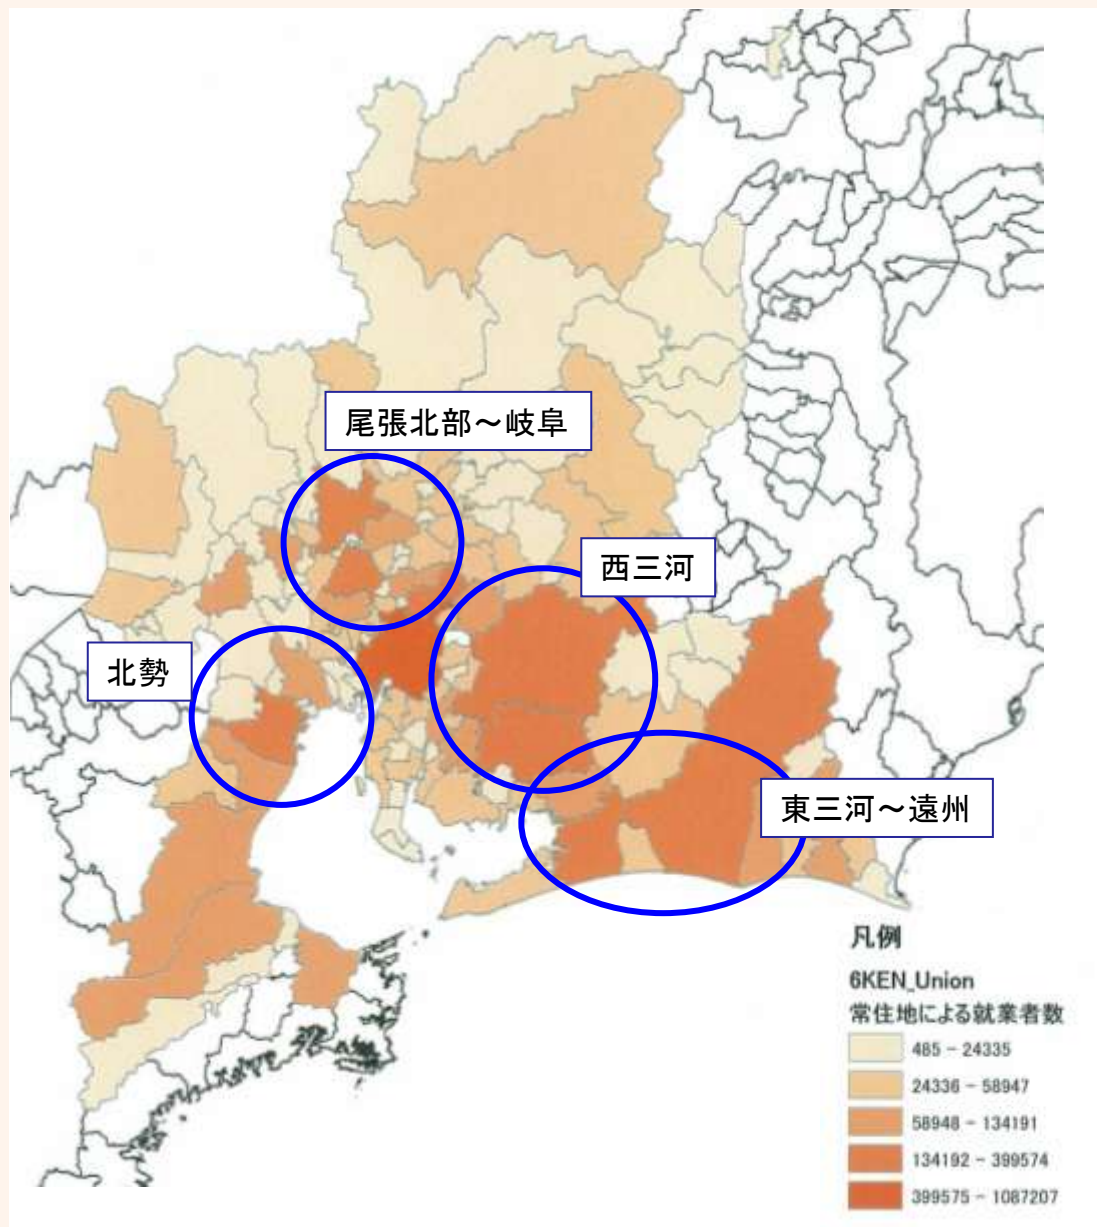 尾張北部～岐阜
西三河
北勢
東三河～遠州
凡例
6KEN_Union
常住地による就業者数
485 - 24335
24336 - 58947
58948 - 134191
134192 - 399574
399575 - 1087207